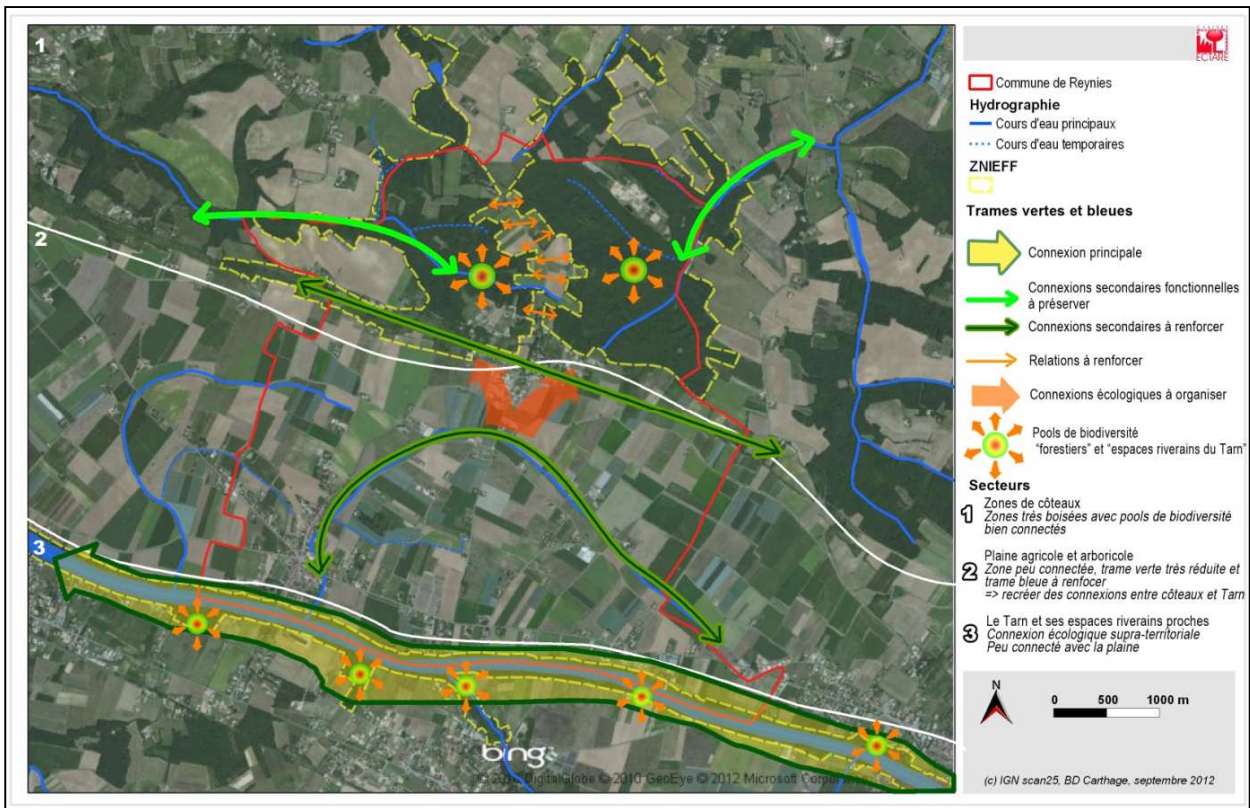 1
2
3
bing
ECTARE
Commune de Reynies
Hydrographie
Cours d'eau principaux
Cours d'eau temporaires
ZNIEFF
Trames vertes et bleues
Connexion principale
Connexions secondaires fonctionnelles
à préserver
Connexions secondaires à renforcer
Relations à renforcer
Connexions écologiques à organiser
Pools de biodiversité
"forestiers" et "espaces riverains du Tarn"
Secteurs
1
Zones de côteaux
Zones très boisées avec pools de biodiversité
bien connectés
2
Plaine agricole et arboricole
Zone peu connectée, trame verte très réduite et
trame bleue à renfocer
=> recréer des connexions entre côteaux et Tarn
3
Le Tarn et ses espaces riverains proches
Connexion écologique supra-territoriale
Peu connecté avec la plaine
N
0 500 1000 m
(c) IGN scan25, BD Carthage, septembre 2012
DigitalGlobe © 2010 GeoEye © 2012 Microsoft